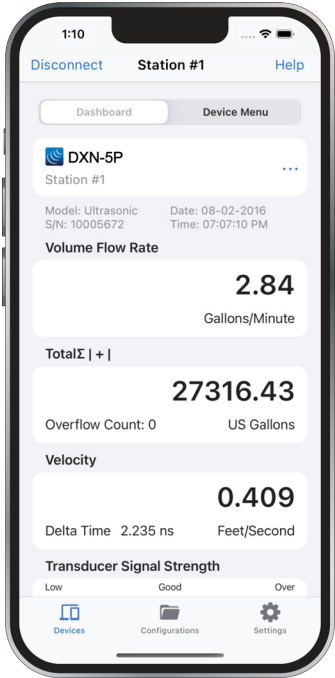 1:10
Disconnect Station #1 Help
Dashboard Device Menu
DXN-5P
Station #1
Model: Ultrasonic Date: 08-02-2016
S/N: 10005672 Time: 07:07:10 PM
Volume Flow Rate
2.84
Gallons/Minute
TotalΣ | + |
27316.43
Overflow Count: 0 US Gallons
Velocity
0.409
Delta Time 2.235 ns Feet/Second
Transducer Signal Strength
Low Good Over
Devices Configurations Settings